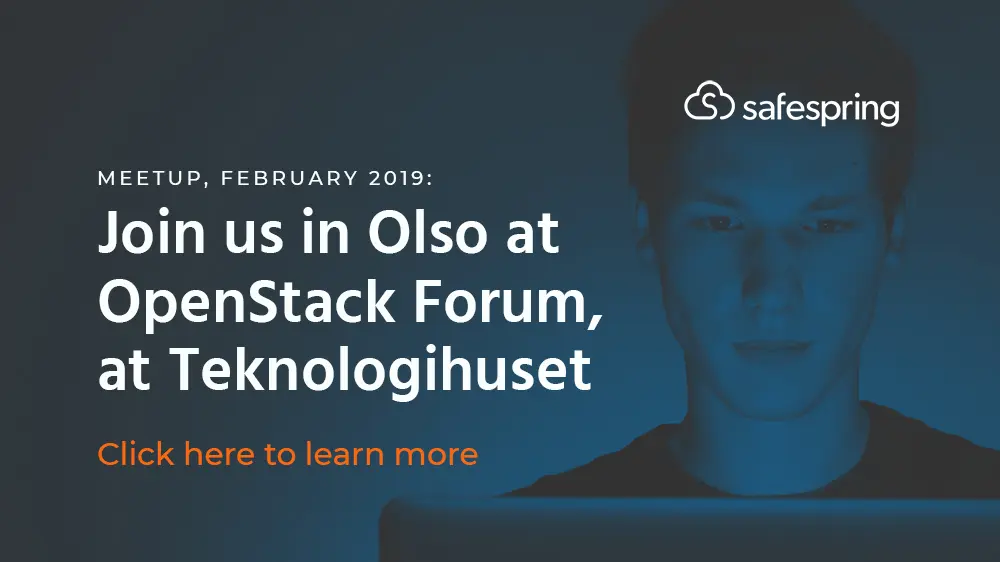 safespring
MEETUP, FEBRUARY 2019:
Join us in Olso at
OpenStack Forum,
at Teknologihuset
Click here to learn more